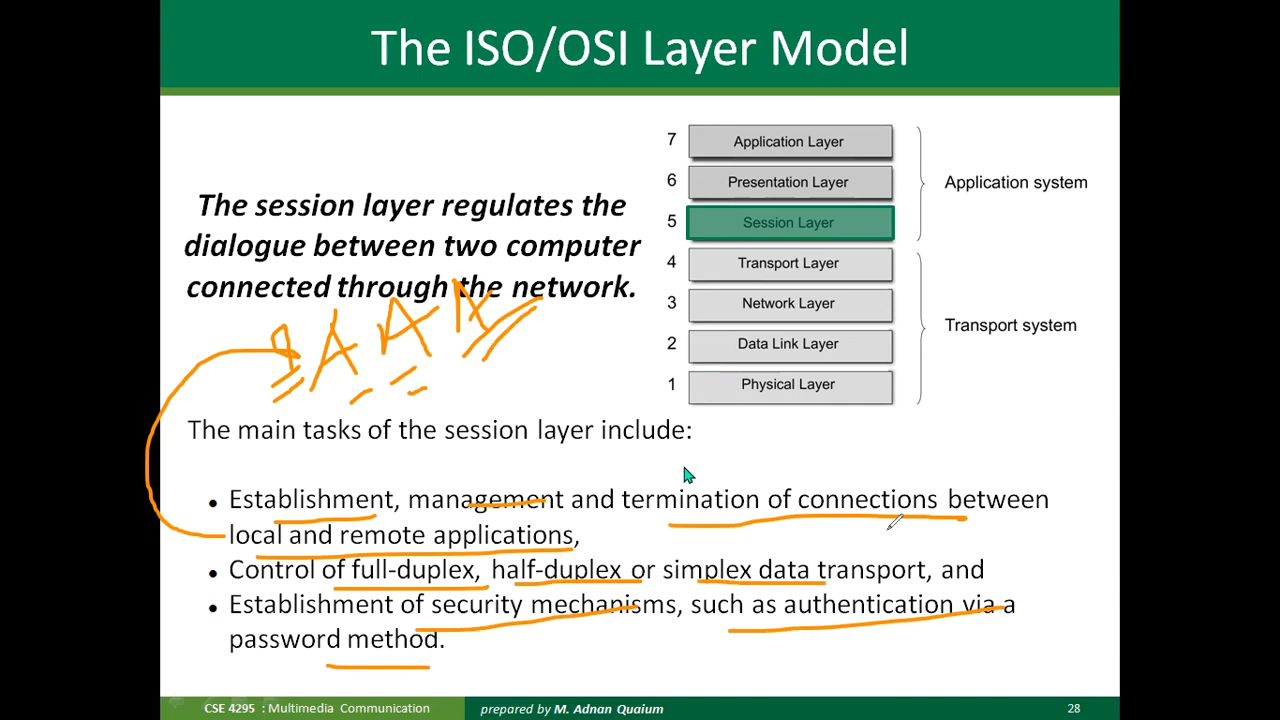 The ISO/OSI Layer Model
The session layer regulates the
dialogue between two computer
connected through the network.
7 Application Layer
6 Presentation Layer
5 Session Layer
4 Transport Layer
3 Network Layer
2 Data Link Layer
1 Physical Layer
Application system
Transport system
A A A
The main tasks of the session layer include:
• Establishment, management and termination of connections between
local and remote applications,
• Control of full-duplex, half-duplex or simplex data transport, and
• Establishment of security mechanisms, such as authentication via a
password method.
CSE 4295 : Multimedia Communication
prepared by M. Adnan Quaium
28